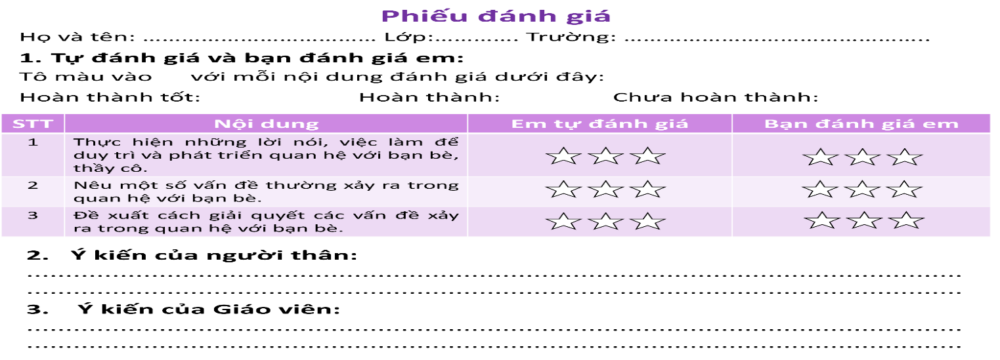 Phiếu đánh giá
Họ và tên: .................................... Lớp:............. Trường: ...............................................
1. Tự đánh giá và bạn đánh giá em:
Tô màu vào với mỗi nội dung đánh giá dưới đây:
Hoàn thành tốt: Hoàn thành: Chưa hoàn thành:
STT Nội dung Em tự đánh giá Bạn đánh giá em
1 Thực hiện những lời nói, việc làm để
duy trì và phát triển quan hệ với bạn bè,
thầy cô.
2 Nêu một số vấn đề thường xảy ra trong
quan hệ với bạn bè.
3 Đề xuất cách giải quyết các vấn đề xảy
ra trong quan hệ với bạn bè.
2. Ý kiến của người thân:
........................................................................................................................
........................................................................................................................
3. Ý kiến của Giáo viên:
........................................................................................................................
........................................................................................................................